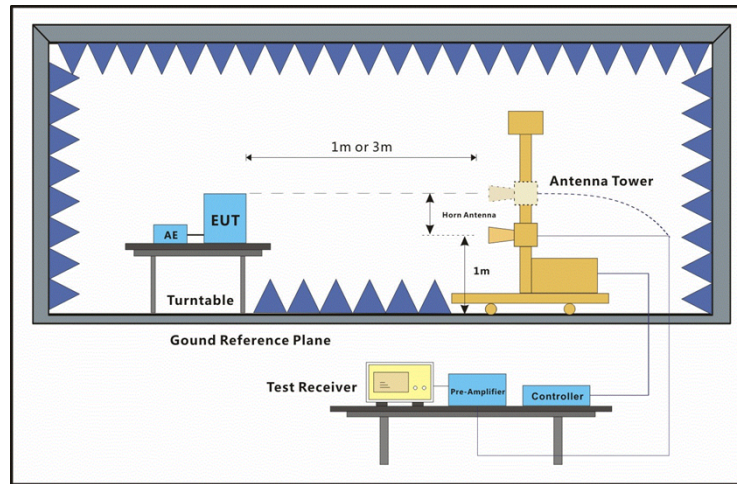 1m or 3m
Antenna Tower
Horn Antenna
EUT
AE
1m
Turntable
Gound Reference Plane
Test Receiver
Pre-Amplifier
Controller